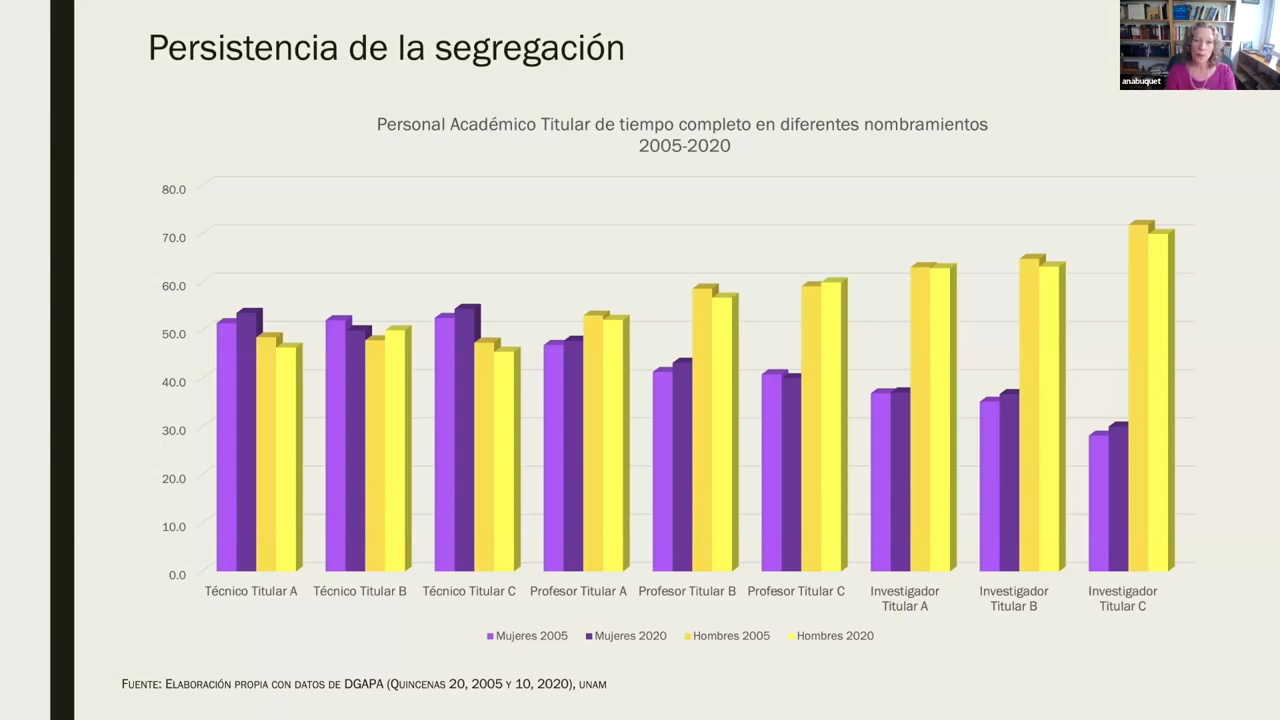 Persistencia de la segregación
anabuquet
Personal Académico Titular de tiempo completo en diferentes nombramientos
2005-2020
80.0
70.0
60.0
50.0
40.0
30.0
20.0
10.0
0.0
Técnico Titular A
Técnico Titular B
Técnico Titular C
Profesor Titular A
Profesor Titular B
Profesor Titular C
Investigador
Titular A
Investigador
Titular B
Investigador
Titular C
Mujeres 2005
Mujeres 2020
Hombres 2005
Hombres 2020
Fuente: Elaboración propia con datos de DGAPA (Quincenas 20, 2005 y 10, 2020), unam